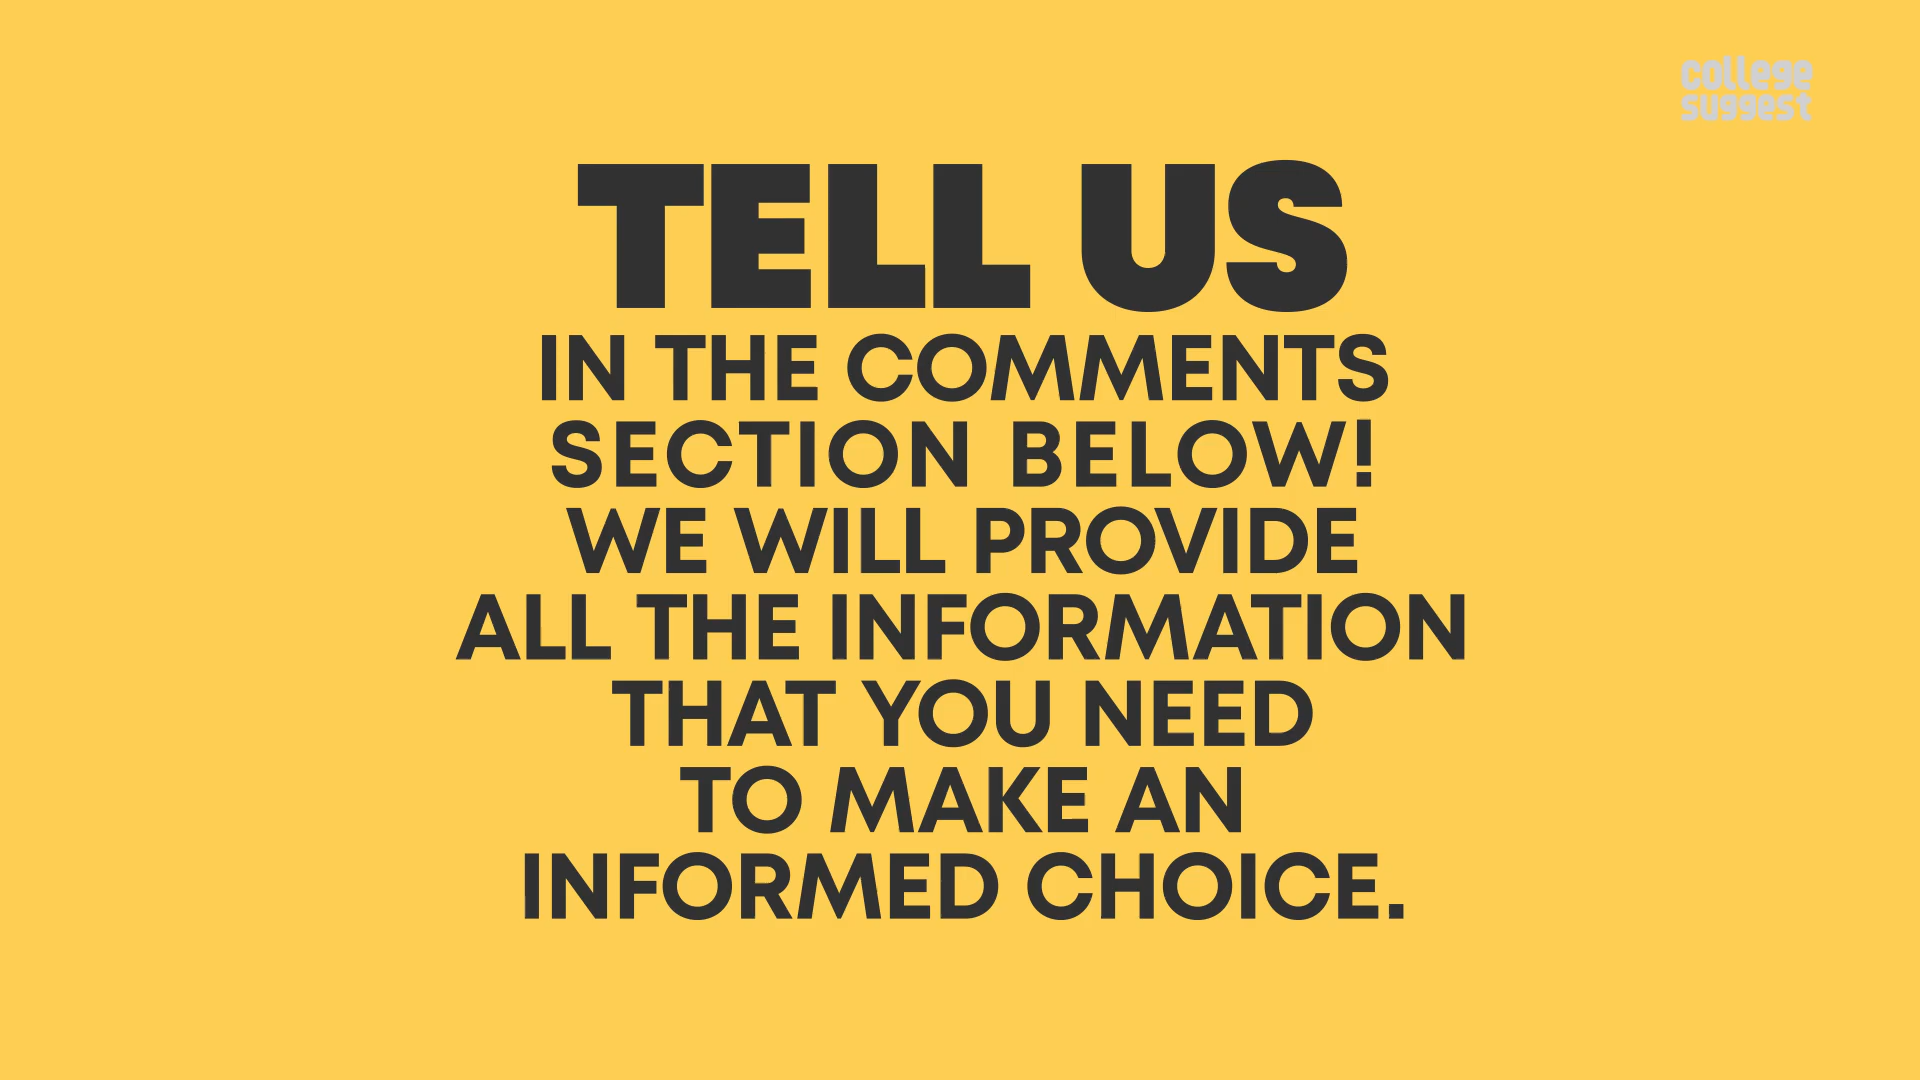 college
suggest
TELL US
IN THE COMMENTS
SECTION BELOW!
WE WILL PROVIDE
ALL THE INFORMATION
THAT YOU NEED
TO MAKE AN
INFORMED CHOICE.